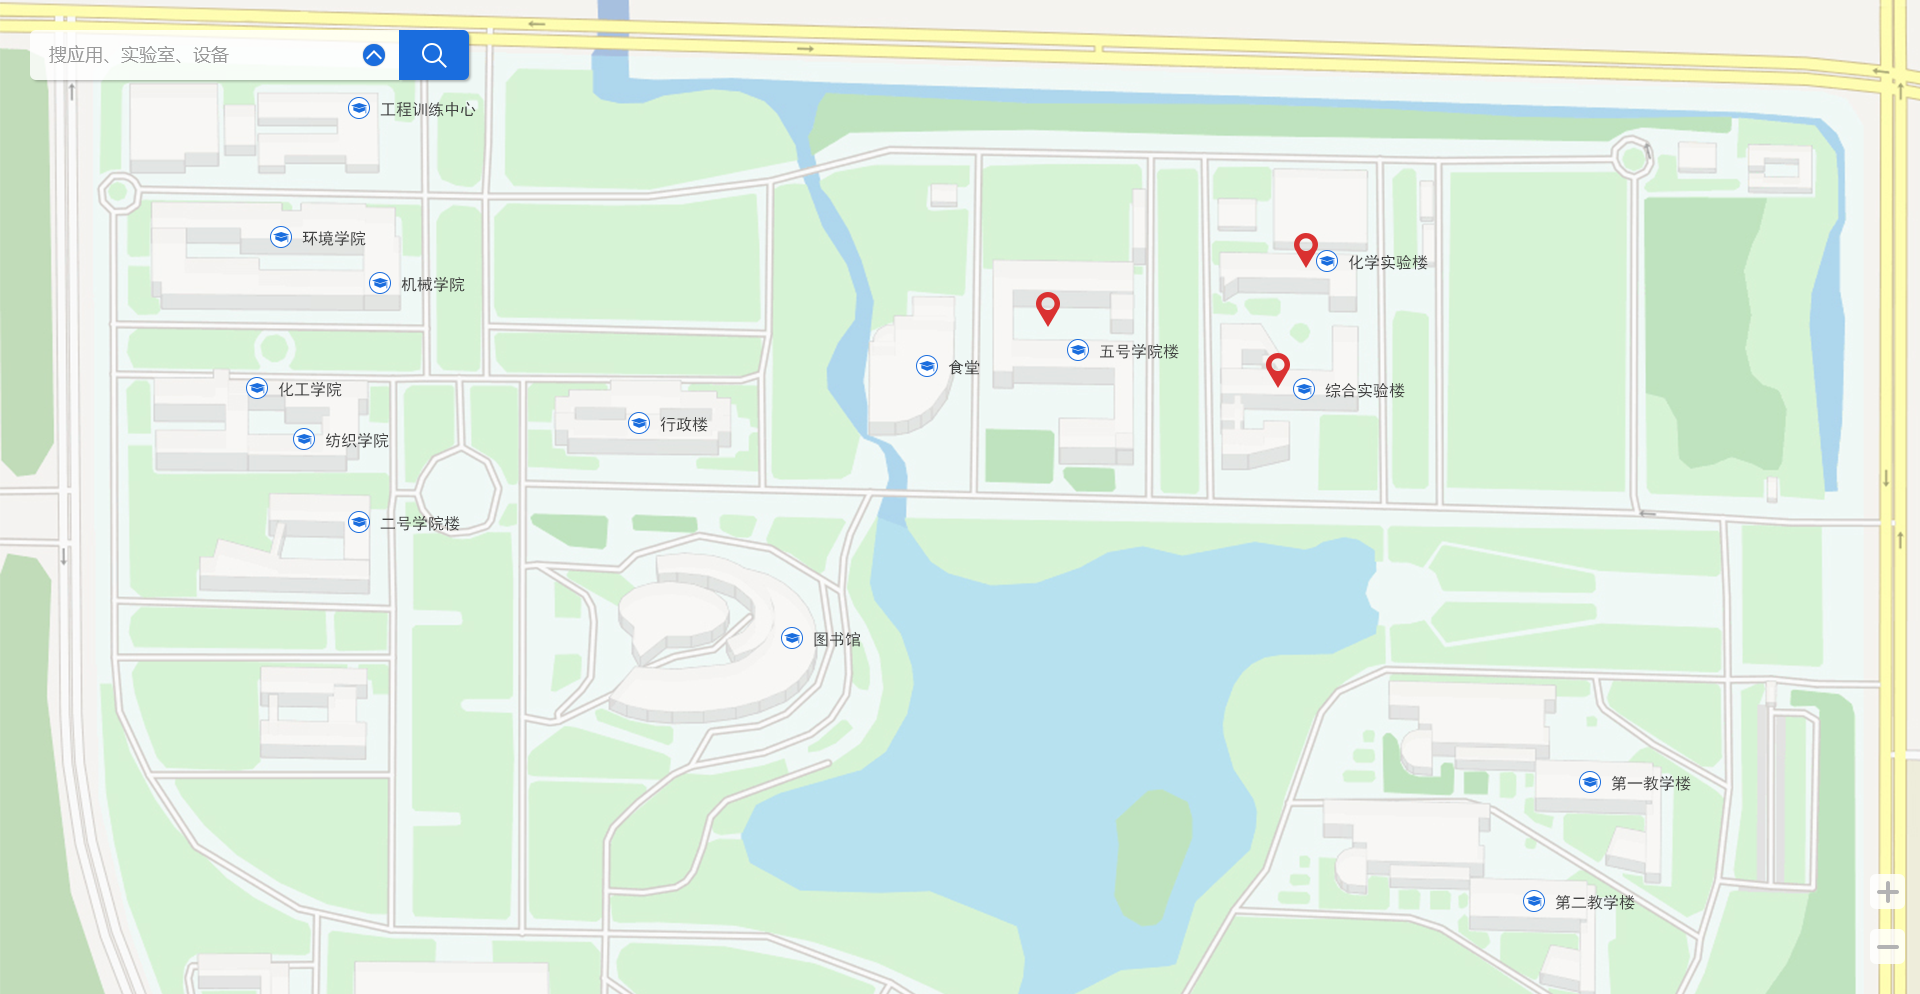 搜应用、实验室、设备
工程训练中心
环境学院
化学实验楼
机械学院
五号学院楼
食堂
化工学院
综合实验楼
行政楼
纺织学院
二号学院楼
图书馆
第一教学楼
第二教学楼